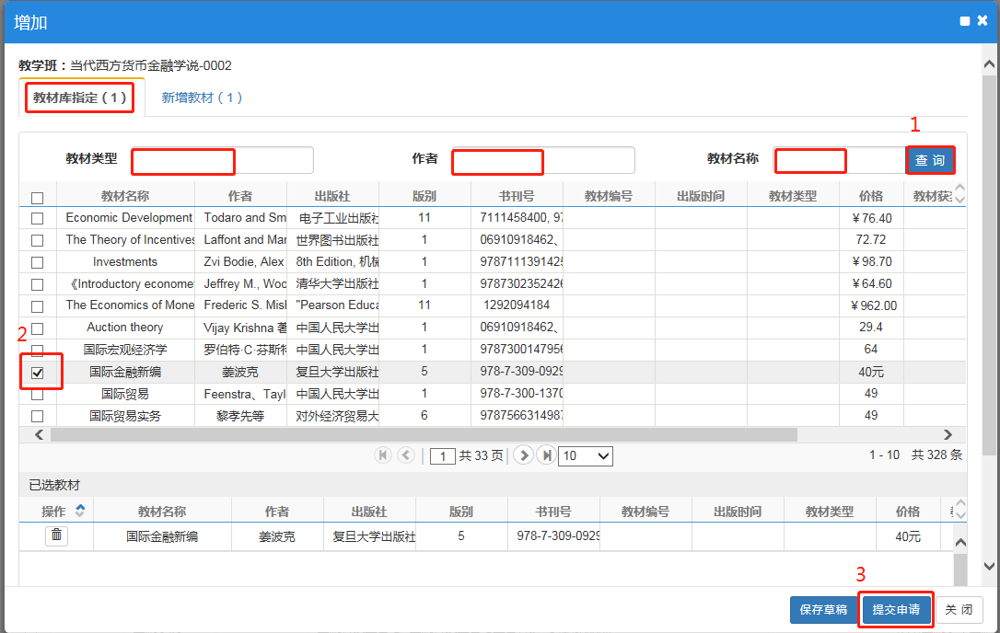 增加
教学班：当代西方货币金融学说-0002
教材库指定（1） 新增教材（1）
1
教材类型 作者 教材名称 查 询
教材名称 作者 出版社 版别 书刊号 教材编号 出版时间 教材类型 价格 教材获
Economic Development Todaro and Sm 电子工业出版社 11 7111458400, 97 ￥76.40
The Theory of Incentives Laffont and Mar 世界图书出版社 1 06910918462、 72.72
Investments Zvi Bodie, Alex 8th Edition, 机械 1 9787111391425 ￥98.70
《Introductory econome Jeffrey M., Woo 清华大学出版社 1 9787302352426 ￥64.60
The Economics of Mone Frederic S. Misl "Pearson Educa 11 1292094184 ￥962.00
Auction theory Vijay Krishna 著 中国人民大学出 1 06910918462、 29.4
2
国际宏观经济学 罗伯特·C·芬斯特 中国人民大学出 1 9787300147956 64
国际金融新编 姜波克 复旦大学出版社 5 978-7-309-0929 40元
国际贸易 Feenstra、Tayl 中国人民大学出 1 978-7-300-1370 49
国际贸易实务 黎孝先等 对外经济贸易大 6 9787566314987 49
1 共 33 页 10 1 - 10 共 328 条
已选教材
操作 教材名称 作者 出版社 版别 书刊号 教材编号 出版时间 教材类型 价格
国际金融新编 姜波克 复旦大学出版社 5 978-7-309-0929 40元
3
保存草稿 提交申请 关 闭